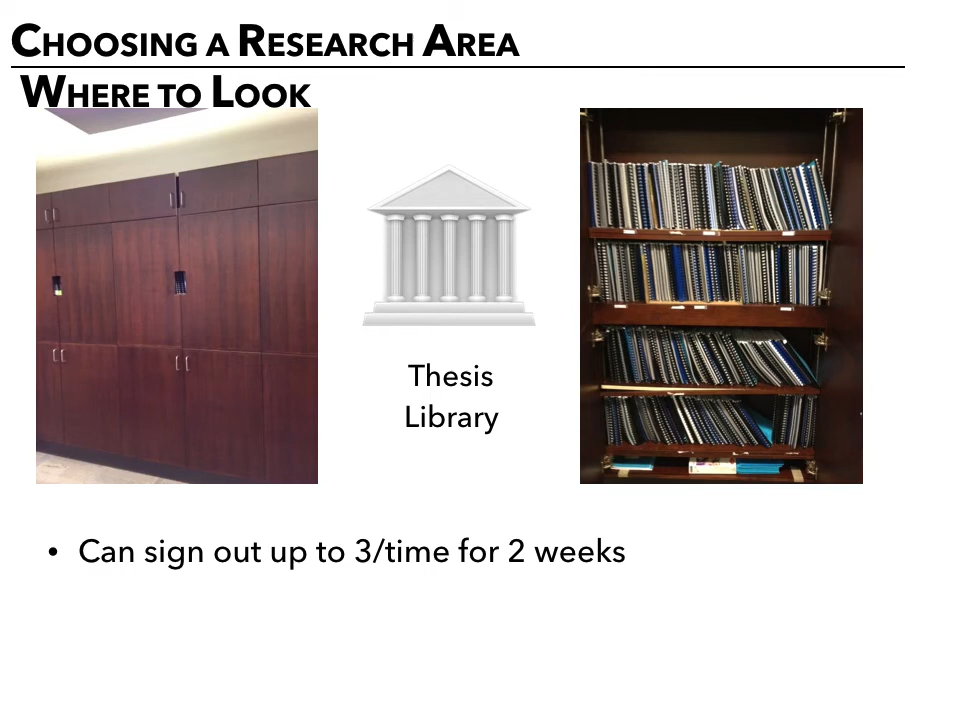 CHOOSING A RESEARCH AREA
WHERE TO LOOK
Thesis
Library
• Can sign out up to 3/time for 2 weeks